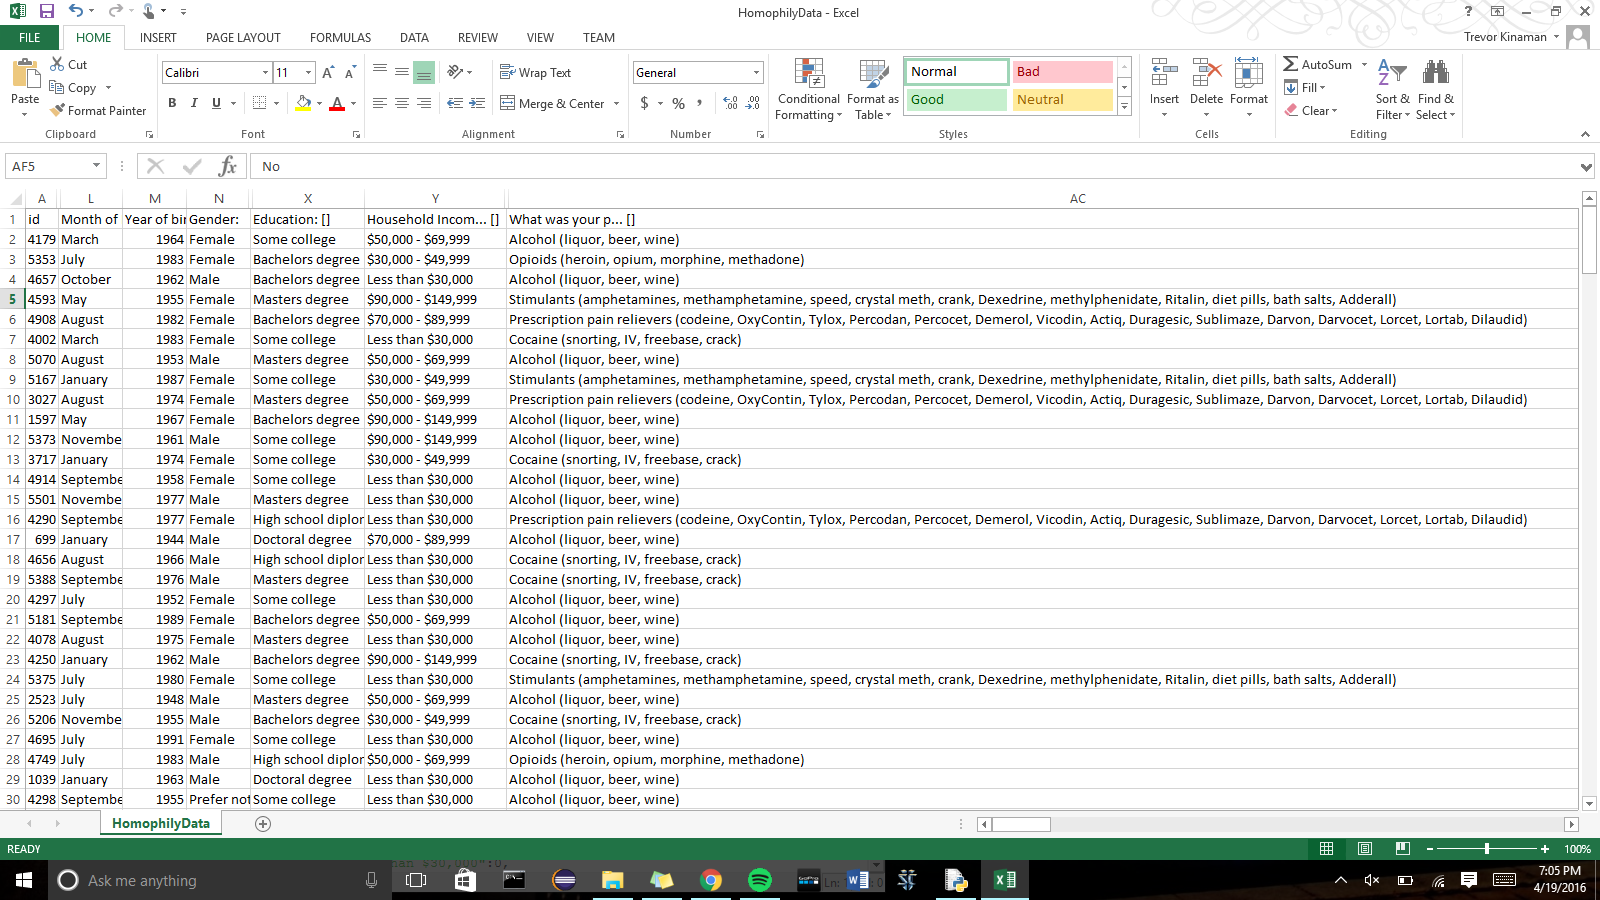 HomophilyData - Excel
FILE HOME INSERT PAGE LAYOUT FORMULAS DATA REVIEW VIEW TEAM Trevor Kinaman
Paste Cut Copy Format Painter Clipboard
Calibri 11 B I U A A A Font
Wrap Text Merge & Center Alignment
General $ % , Number
Conditional Formatting Format as Table Normal Bad Good Neutral Styles
Insert Delete Format Cells
AutoSum Fill Clear Sort & Filter Find & Select Editing
AF5 fx No
A L M N X Y AC
1 id Month of Year of bir Gender: Education: [] Household Incom... [] What was your p... []
2 4179 March 1964 Female Some college $50,000 - $69,999 Alcohol (liquor, beer, wine)
3 5353 July 1983 Female Bachelors degree $30,000 - $49,999 Opioids (heroin, opium, morphine, methadone)
4 4657 October 1962 Male Bachelors degree Less than $30,000 Alcohol (liquor, beer, wine)
5 4593 May 1955 Female Masters degree $90,000 - $149,999 Stimulants (amphetamines, methamphetamine, speed, crystal meth, crank, Dexedrine, methylphenidate, Ritalin, diet pills, bath salts, Adderall)
6 4908 August 1982 Female Bachelors degree $70,000 - $89,999 Prescription pain relievers (codeine, OxyContin, Tylox, Percodan, Percocet, Demerol, Vicodin, Actiq, Duragesic, Sublimaze, Darvon, Darvocet, Lorcet, Lortab, Dilaudid)
7 4002 March 1983 Female Some college Less than $30,000 Cocaine (snorting, IV, freebase, crack)
8 5070 August 1953 Male Masters degree $50,000 - $69,999 Alcohol (liquor, beer, wine)
9 5167 January 1987 Female Some college $30,000 - $49,999 Stimulants (amphetamines, methamphetamine, speed, crystal meth, crank, Dexedrine, methylphenidate, Ritalin, diet pills, bath salts, Adderall)
10 3027 August 1974 Female Masters degree $50,000 - $69,999 Prescription pain relievers (codeine, OxyContin, Tylox, Percodan, Percocet, Demerol, Vicodin, Actiq, Duragesic, Sublimaze, Darvon, Darvocet, Lorcet, Lortab, Dilaudid)
11 1597 May 1967 Female Bachelors degree $90,000 - $149,999 Alcohol (liquor, beer, wine)
12 5373 Novembe 1961 Male Some college $90,000 - $149,999 Alcohol (liquor, beer, wine)
13 3717 January 1974 Female Some college $30,000 - $49,999 Cocaine (snorting, IV, freebase, crack)
14 4914 Septembe 1958 Female Some college Less than $30,000 Alcohol (liquor, beer, wine)
15 5501 Novembe 1977 Male Masters degree Less than $30,000 Alcohol (liquor, beer, wine)
16 4290 Septembe 1977 Female High school diplor Less than $30,000 Prescription pain relievers (codeine, OxyContin, Tylox, Percodan, Percocet, Demerol, Vicodin, Actiq, Duragesic, Sublimaze, Darvon, Darvocet, Lorcet, Lortab, Dilaudid)
17 699 January 1944 Male Doctoral degree $70,000 - $89,999 Alcohol (liquor, beer, wine)
18 4656 August 1966 Male High school diplor Less than $30,000 Cocaine (snorting, IV, freebase, crack)
19 5388 Septembe 1976 Male Masters degree Less than $30,000 Cocaine (snorting, IV, freebase, crack)
20 4297 July 1952 Female Some college Less than $30,000 Alcohol (liquor, beer, wine)
21 5181 Septembe 1989 Female Bachelors degree $50,000 - $69,999 Alcohol (liquor, beer, wine)
22 4078 August 1975 Female Masters degree Less than $30,000 Alcohol (liquor, beer, wine)
23 4250 January 1962 Male Bachelors degree $90,000 - $149,999 Cocaine (snorting, IV, freebase, crack)
24 5375 July 1980 Female Some college Less than $30,000 Stimulants (amphetamines, methamphetamine, speed, crystal meth, crank, Dexedrine, methylphenidate, Ritalin, diet pills, bath salts, Adderall)
25 2523 July 1948 Male Masters degree $50,000 - $69,999 Alcohol (liquor, beer, wine)
26 5206 Novembe 1955 Male Bachelors degree $30,000 - $49,999 Cocaine (snorting, IV, freebase, crack)
27 4695 July 1991 Female Some college Less than $30,000 Alcohol (liquor, beer, wine)
28 4749 July 1983 Male High school diplor $50,000 - $69,999 Opioids (heroin, opium, morphine, methadone)
29 1039 January 1963 Male Doctoral degree Less than $30,000 Alcohol (liquor, beer, wine)
30 4298 Septembe 1955 Prefer not Some college Less than $30,000 Alcohol (liquor, beer, wine)
HomophilyData
READY 100%
Ask me anything
7:05 PM
4/19/2016